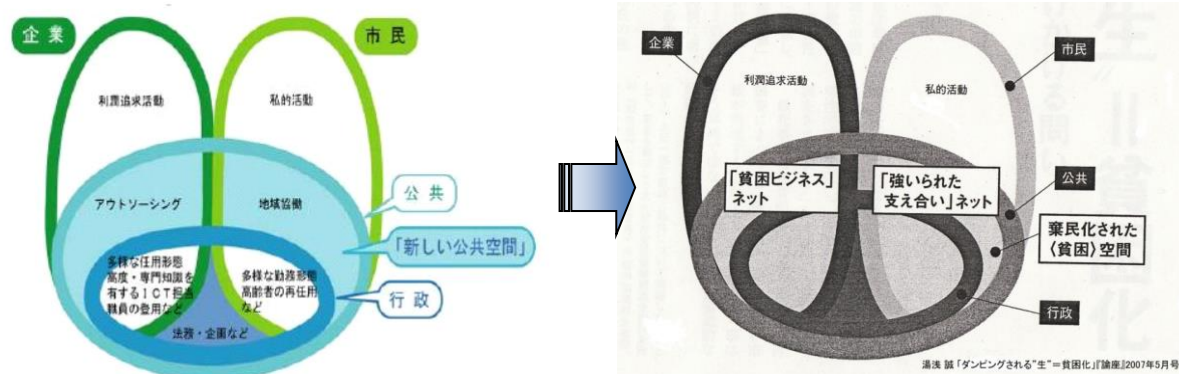 企業
市民
利潤追求活動
私的活動
アウトソーシング
地域協働
公共
「新しい公共空間」
多様な任用形態
高度・専門知識を
有するICT担当
職員の登用など
多様な勤務形態
高齢者の再任用
など
行政
法務・企画など
企業
市民
利潤追求活動
私的活動
「貧困ビジネス」
ネット
「強いられた
支え合い」ネット
公共
棄民化された
〈貧困〉空間
行政
湯浅 誠「ダンピングされる“生”=貧困化」『論座』2007年5月号